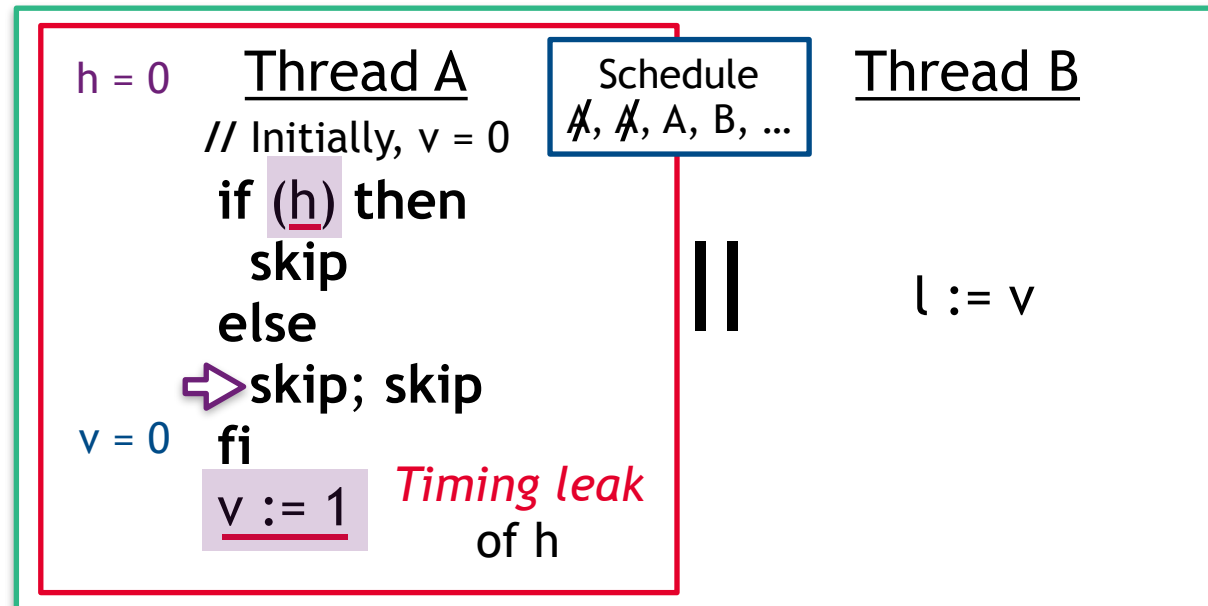 h = 0
Thread A
Schedule
A, A, A, B, ...
Thread B
// Initially, v = 0
if (h) then
skip
else
skip; skip
v = 0
fi
v := 1
Timing leak
of h
||
l := v